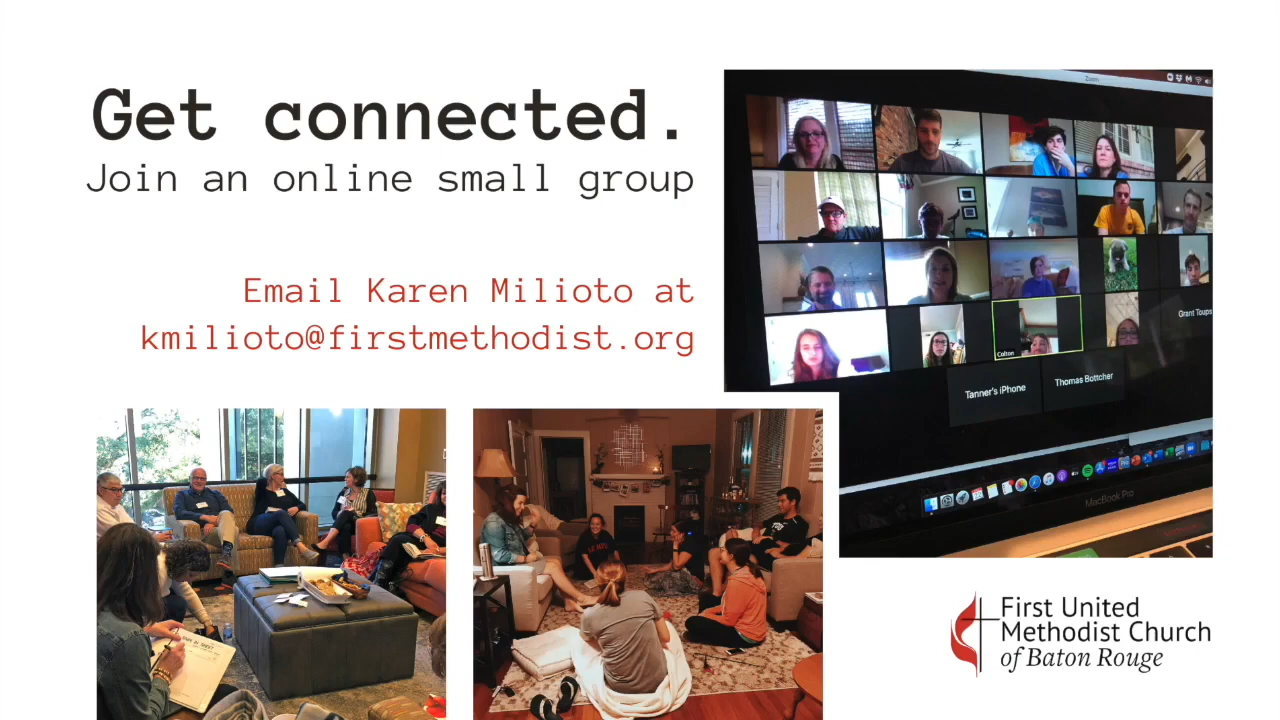 Get connected.
Join an online small group
Email Karen Milioto at
kmilioto@firstmethodist.org
Zoom
Grant Toups
Colton
Tanner's iPhone
Thomas Bottcher
MacBook Pro
First United
Methodist Church
of Baton Rouge